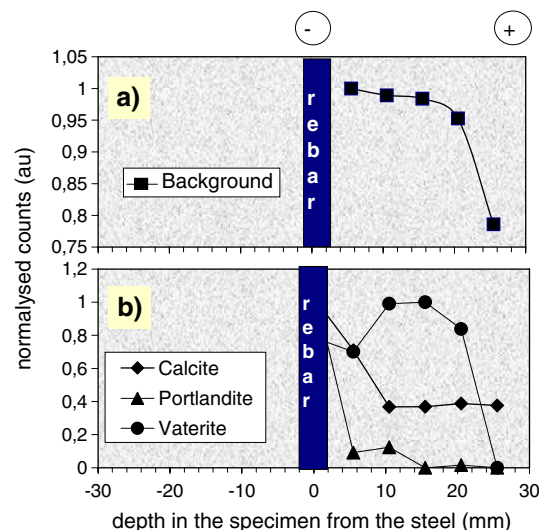 - +
1,05
1
0,95
0,9
0,85
0,8
0,75
a)
rebar
Background
normalysed counts (au)
1,2
1
0,8
0,6
0,4
0,2
0
b)
rebar
Calcite
Portlandite
Vaterite
-30 -20 -10 0 10 20 30
depth in the specimen from the steel (mm)